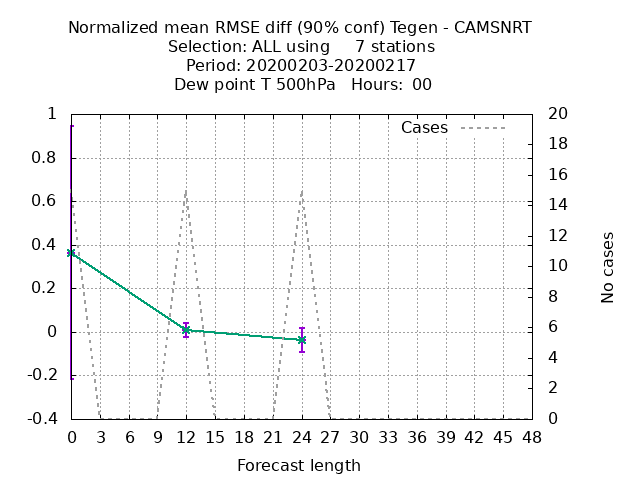 Normalized mean RMSE diff (90% conf) Tegen - CAMSNRT
Selection: ALL using     7 stations
Period: 20200203-20200217
Dew point T 500hPa   Hours: 00
Cases
1
0.8
0.6
0.4
0.2
0
-0.2
-0.4
20
18
16
14
12
10
8
6
4
2
0
No cases
0 3 6 9 12 15 18 21 24 27 30 33 36 39 42 45 48
Forecast length